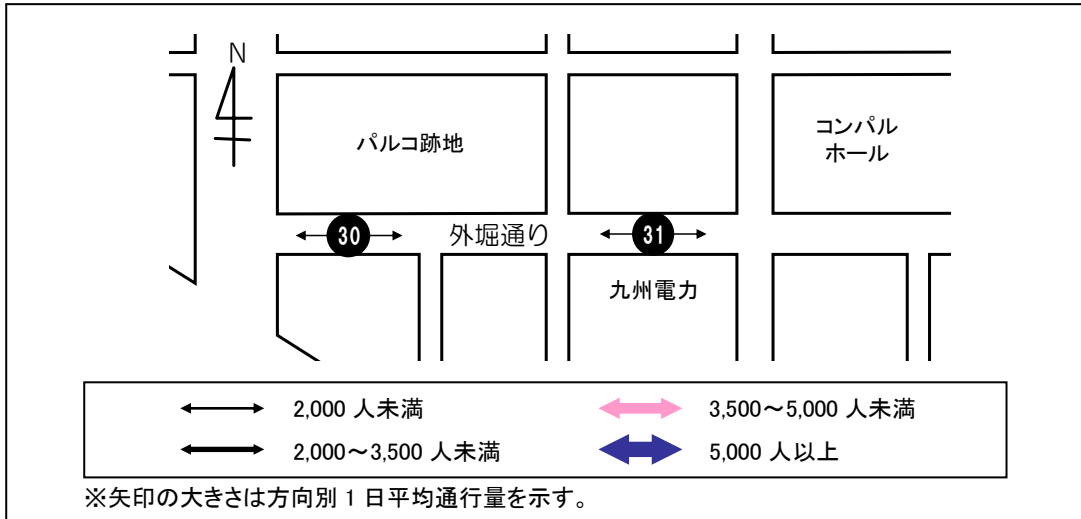 N
パルコ跡地
コンパル
ホール
30
外堀通り
31
九州電力
2,000 人未満
3,500～5,000 人未満
2,000～3,500 人未満
5,000 人以上
※矢印の大きさは方向別 1 日平均通行量を示す。